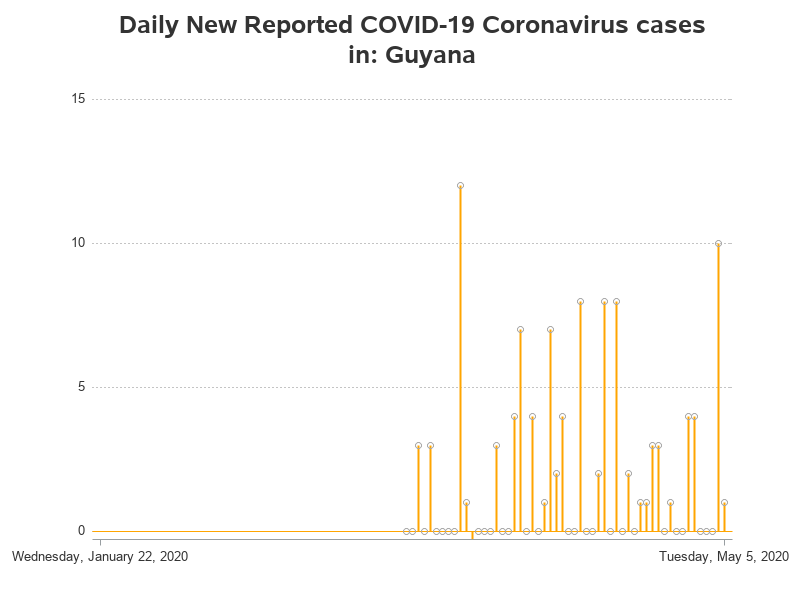 Daily New Reported COVID-19 Coronavirus cases
in: Guyana
15
10
5
0
Wednesday, January 22, 2020
Tuesday, May 5, 2020